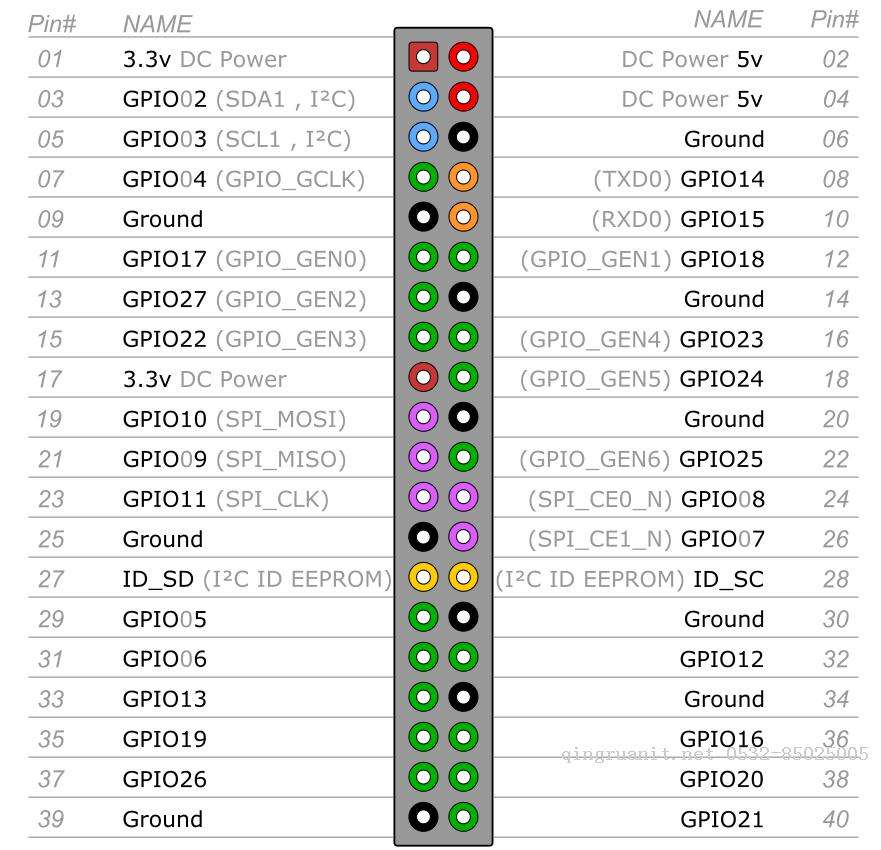 Pin# NAME NAME Pin#
01 3.3v DC Power DC Power 5v 02
03 GPIO02 (SDA1 , I²C) DC Power 5v 04
05 GPIO03 (SCL1 , I²C) Ground 06
07 GPIO04 (GPIO_GCLK) (TXD0) GPIO14 08
09 Ground (RXD0) GPIO15 10
11 GPIO17 (GPIO_GEN0) (GPIO_GEN1) GPIO18 12
13 GPIO27 (GPIO_GEN2) Ground 14
15 GPIO22 (GPIO_GEN3) (GPIO_GEN4) GPIO23 16
17 3.3v DC Power (GPIO_GEN5) GPIO24 18
19 GPIO10 (SPI_MOSI) Ground 20
21 GPIO09 (SPI_MISO) (GPIO_GEN6) GPIO25 22
23 GPIO11 (SPI_CLK) (SPI_CE0_N) GPIO08 24
25 Ground (SPI_CE1_N) GPIO07 26
27 ID_SD (I²C ID EEPROM) (I²C ID EEPROM) ID_SC 28
29 GPIO05 Ground 30
31 GPIO06 GPIO12 32
33 GPIO13 Ground 34
35 GPIO19 GPIO16 36
qingruanit.net 0532-85025005
37 GPIO26 GPIO20 38
39 Ground GPIO21 40